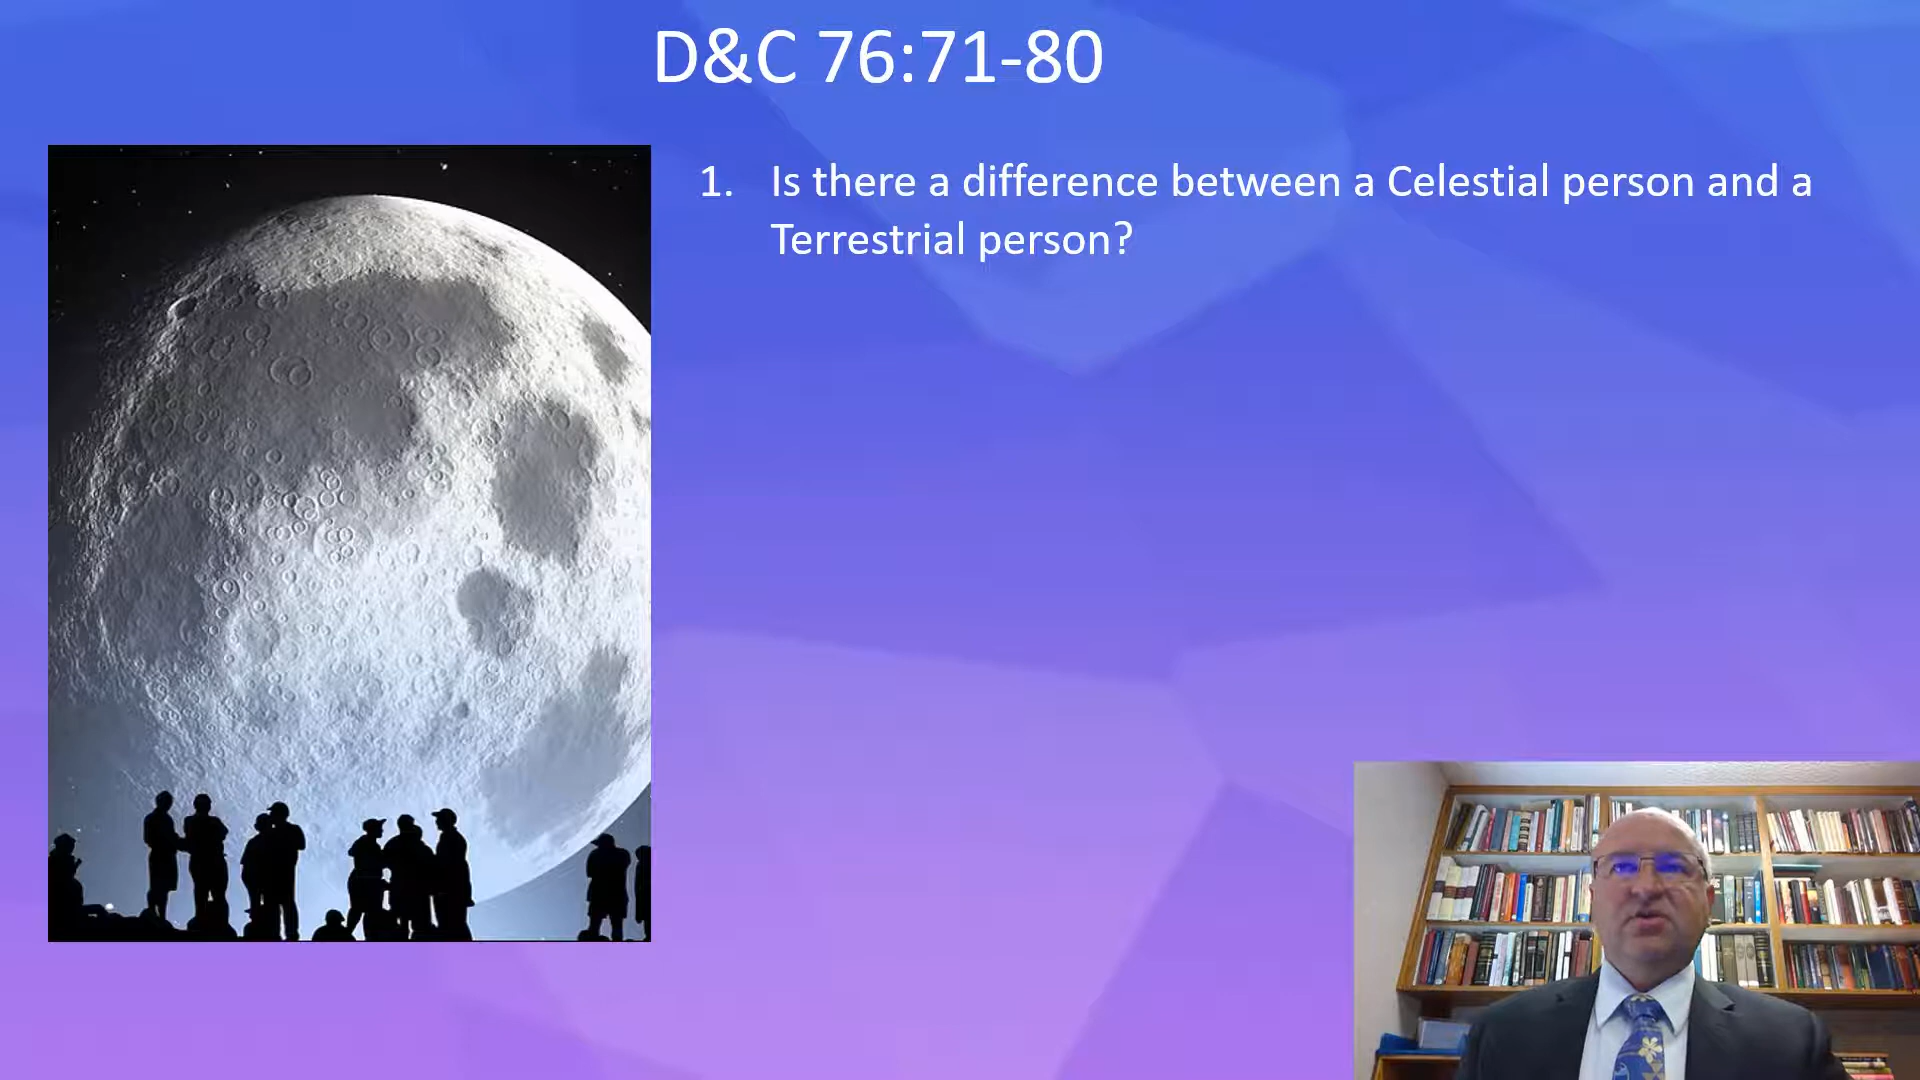 D&C 76:71-80
1. Is there a difference between a Celestial person and a
Terrestrial person?